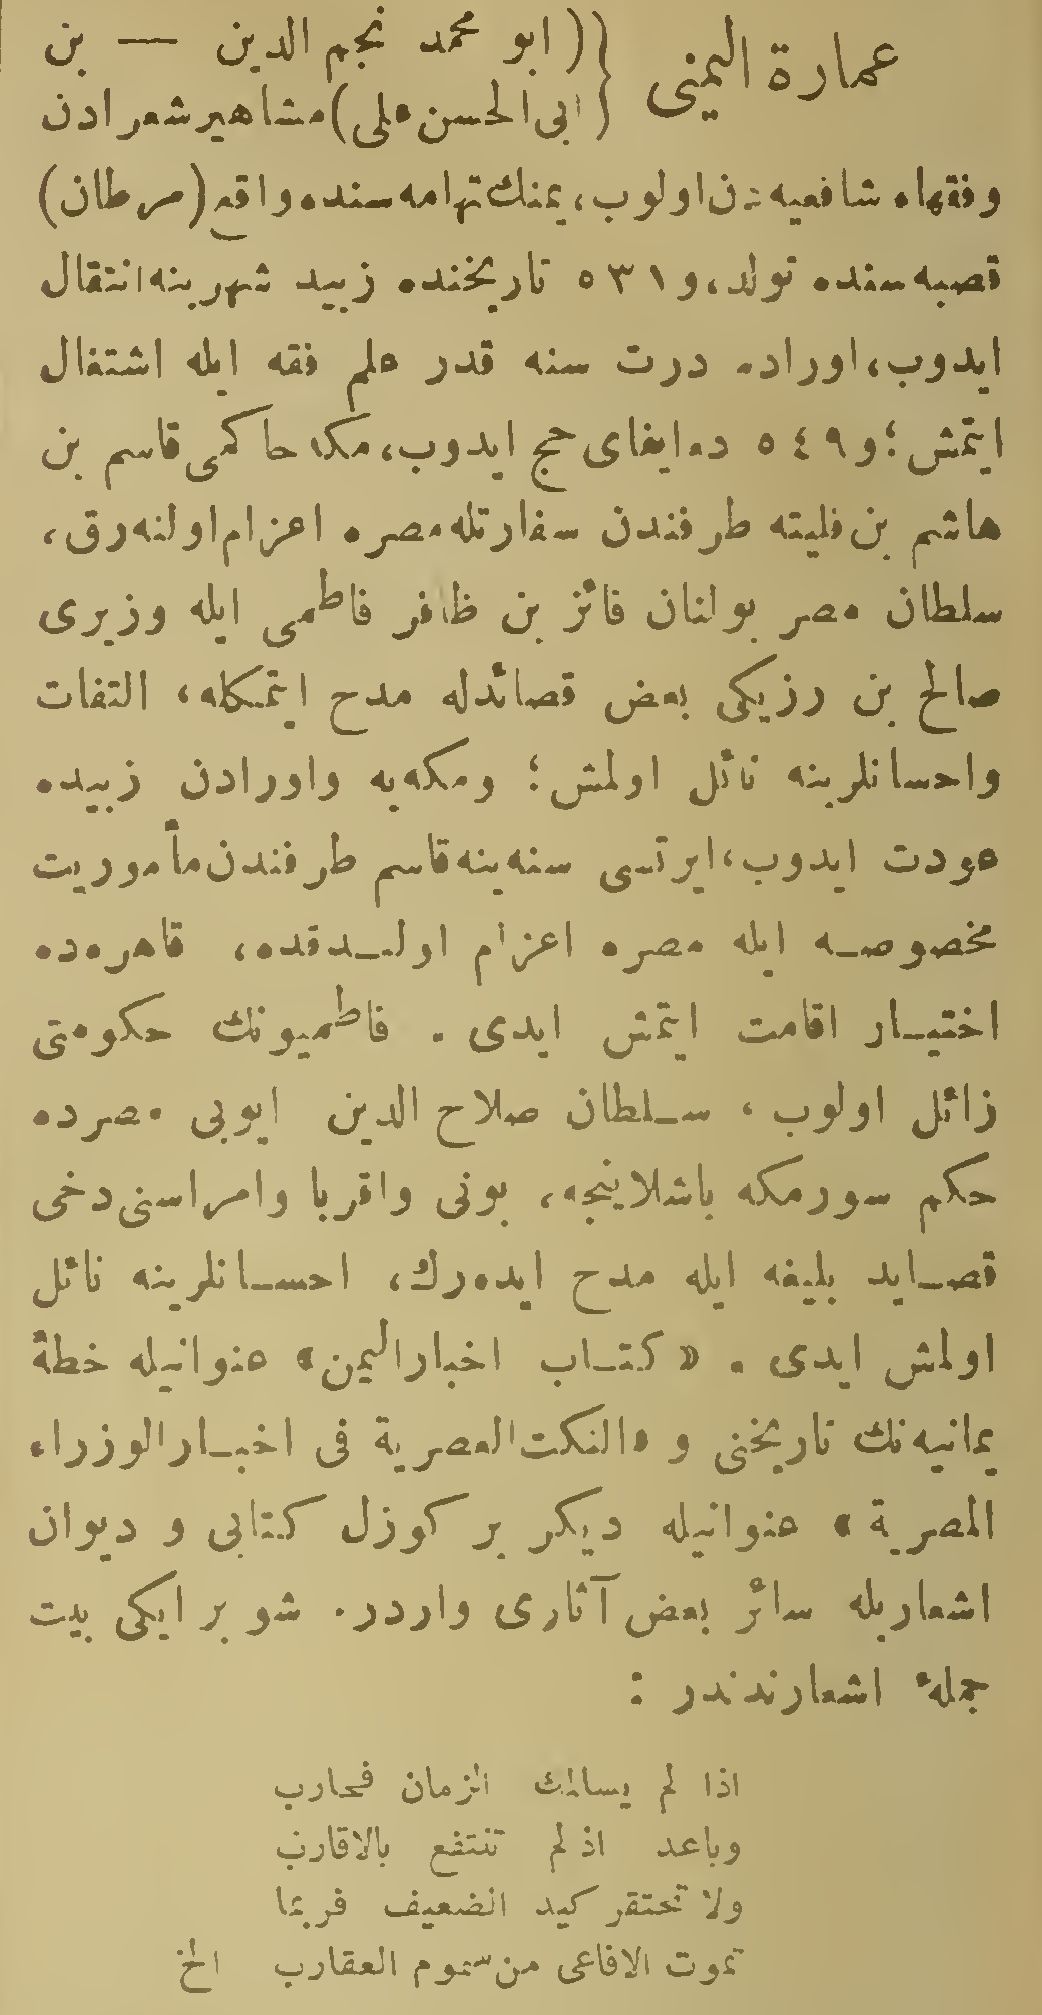 عمارة اليمنى {(ابو محمد نجم الدين — بن
ابى الحسن على) مشاهير شعرادن
وفقهاء شافعيه دن اولوب، يمنك تهامه سنده واقع (مرطان)
قصبه سنده تولد، و ٥٣١ تاريخنده زبيد شهرينه انتقال
ايدوب، اوراده درت سنه قدر علم فقه ايله اشتغال
ايتمش؛ و ٥٤٩ ده ايفاى حج ايدوب، مكه حاكمى قاسم بن
هاشم بن فليته طرفندن سفارتله مصره اعزام اولنه رق،
سلطان مصر بولنان فائز بن ظافر فاطمى ايله وزيرى
صالح بن رزيكى بعض قصائدله مدح ايتمكله، التفات
واحسانلرينه نائل اولمش؛ ومكه يه واورادن زبيده
عودت ايدوب، ايرتسى سنه ينه قاسم طرفندن مأموريت
مخصوصه ايله مصره اعزام اولندقده، قاهره ده
اختيار اقامت ايتمش ايدى. فاطميونك حكومتى
زائل اولوب، سلطان صلاح الدين ايوبى مصرده
حكم سورمكه باشلاينجه، بونى واقربا وامراسنى دخى
قصايد بليغه ايله مدح ايده رك، احسانلرينه نائل
اولمش ايدى. «كتاب اخبار اليمن» عنوانيله خطهٔ
يمانيه نك تاريخنى و «النكت العصرية فى اخبار الوزراء
المصرية» عنوانيله ديكر بر كوزل كتابى و ديوان
اشعاريله سائر بعض آثارى واردر. شو بر ايكى بيت
جملهٔ اشعارندندر:
اذا لم يسالمك الزمان فحارب
وباعد اذ لم تنتفع بالاقارب
ولا تحتقر كيد الضعيف فربما
تموت الافاعى من سموم العقارب الخ